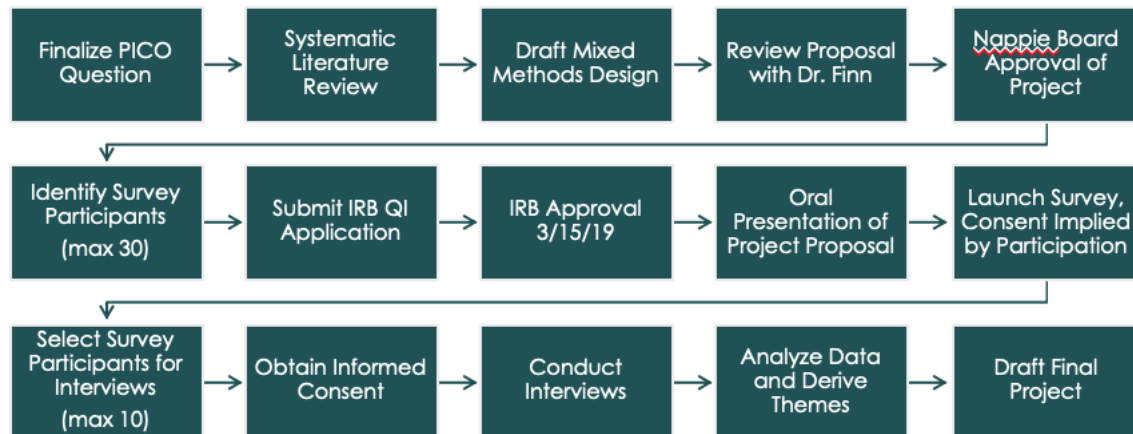 Finalize PICO
Question
Systematic
Literature
Review
Draft Mixed
Methods Design
Review Proposal
with Dr. Finn
Nappie Board
Approval of
Project
Identify Survey
Participants
(max 30)
Submit IRB QI
Application
IRB Approval
3/15/19
Oral
Presentation of
Project Proposal
Launch Survey,
Consent Implied
by Participation
Select Survey
Participants for
Interviews
(max 10)
Obtain Informed
Consent
Conduct
Interviews
Analyze Data
and Derive
Themes
Draft Final
Project